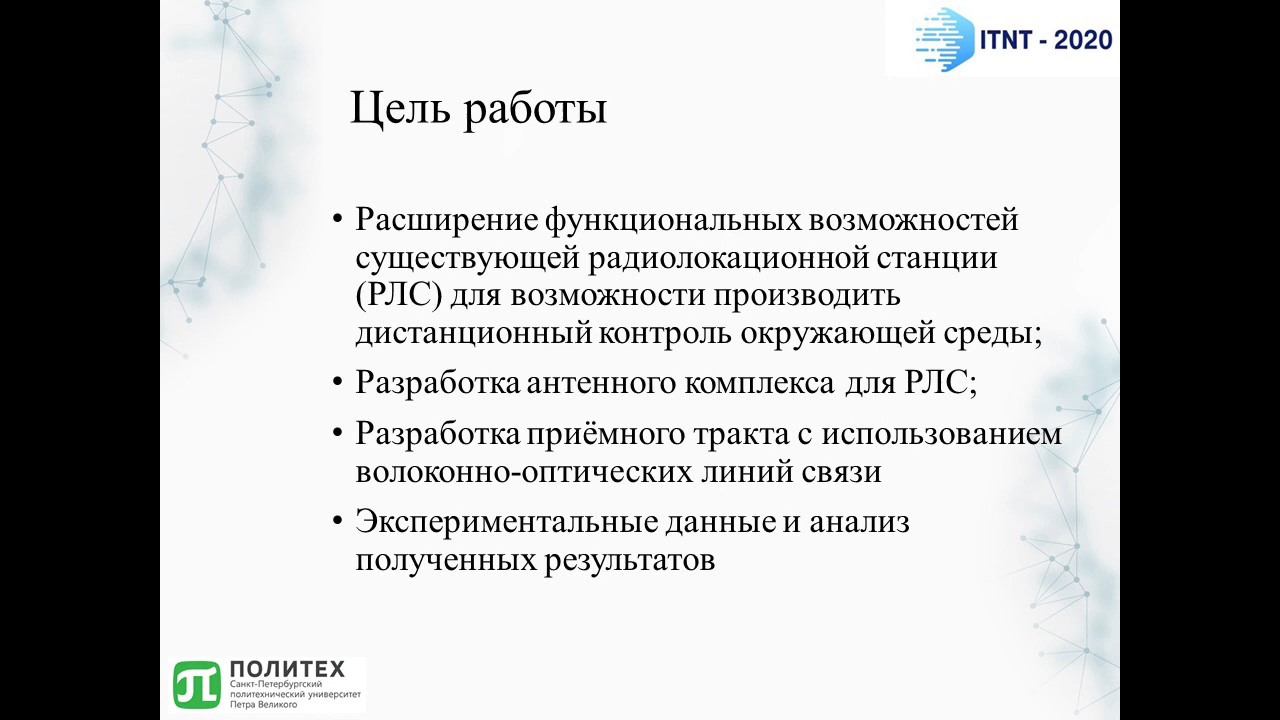 ITNT - 2020
Цель работы
• Расширение функциональных возможностей
существующей радиолокационной станции
(РЛС) для возможности производить
дистанционный контроль окружающей среды;
• Разработка антенного комплекса для РЛС;
• Разработка приёмного тракта с использованием
волоконно-оптических линий связи
• Экспериментальные данные и анализ
полученных результатов
ПОЛИТЕХ
Санкт-Петербургский
политехнический университет
Петра Великого